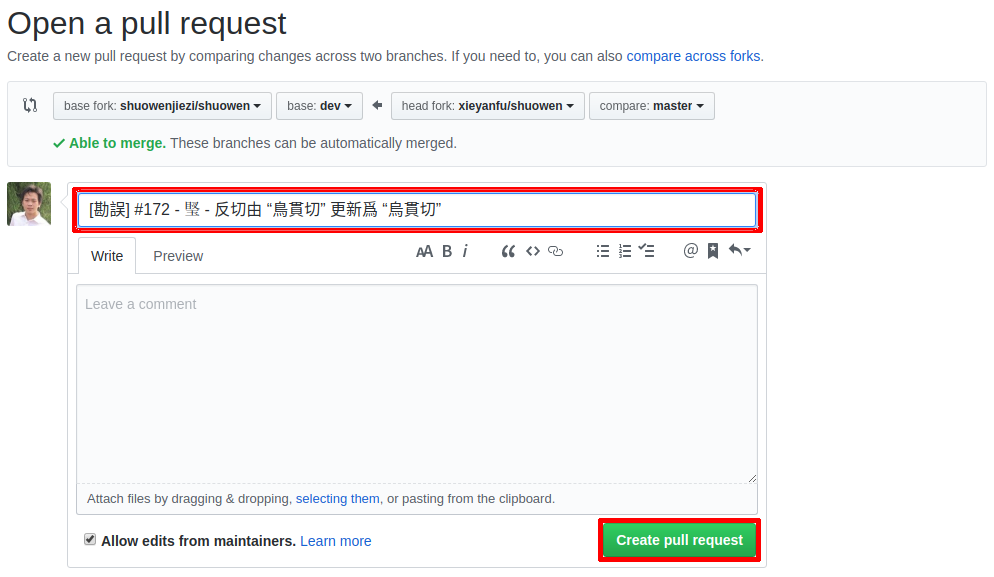 Open a pull request
Create a new pull request by comparing changes across two branches. If you need to, you can also compare across forks.
base fork: shuowenjiezi/shuowen base: dev head fork: xieyanfu/shuowen compare: master
Able to merge. These branches can be automatically merged.
[勘誤] #172 - - 反切由 “鳥貫切” 更新爲 “烏貫切”
Write Preview AA B i “ <> @
Leave a comment
Attach files by dragging & dropping, selecting them, or pasting from the clipboard.
Allow edits from maintainers. Learn more
Create pull request